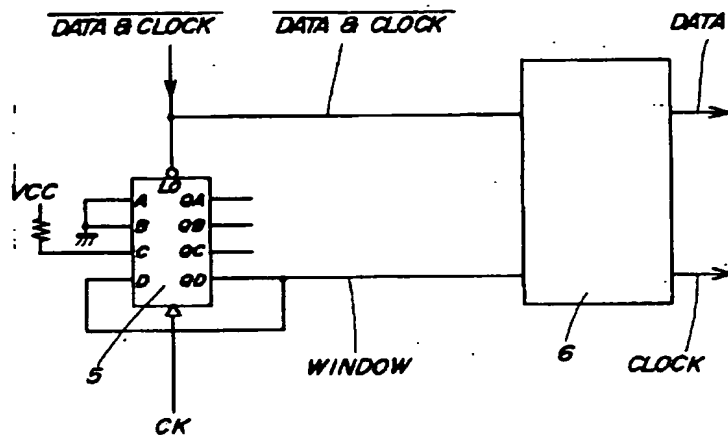 DATA & CLOCK DATA & CLOCK DATA
LD
VCC
A QA
B QB
C QC
D QD
5 WINDOW 6 CLOCK
CK